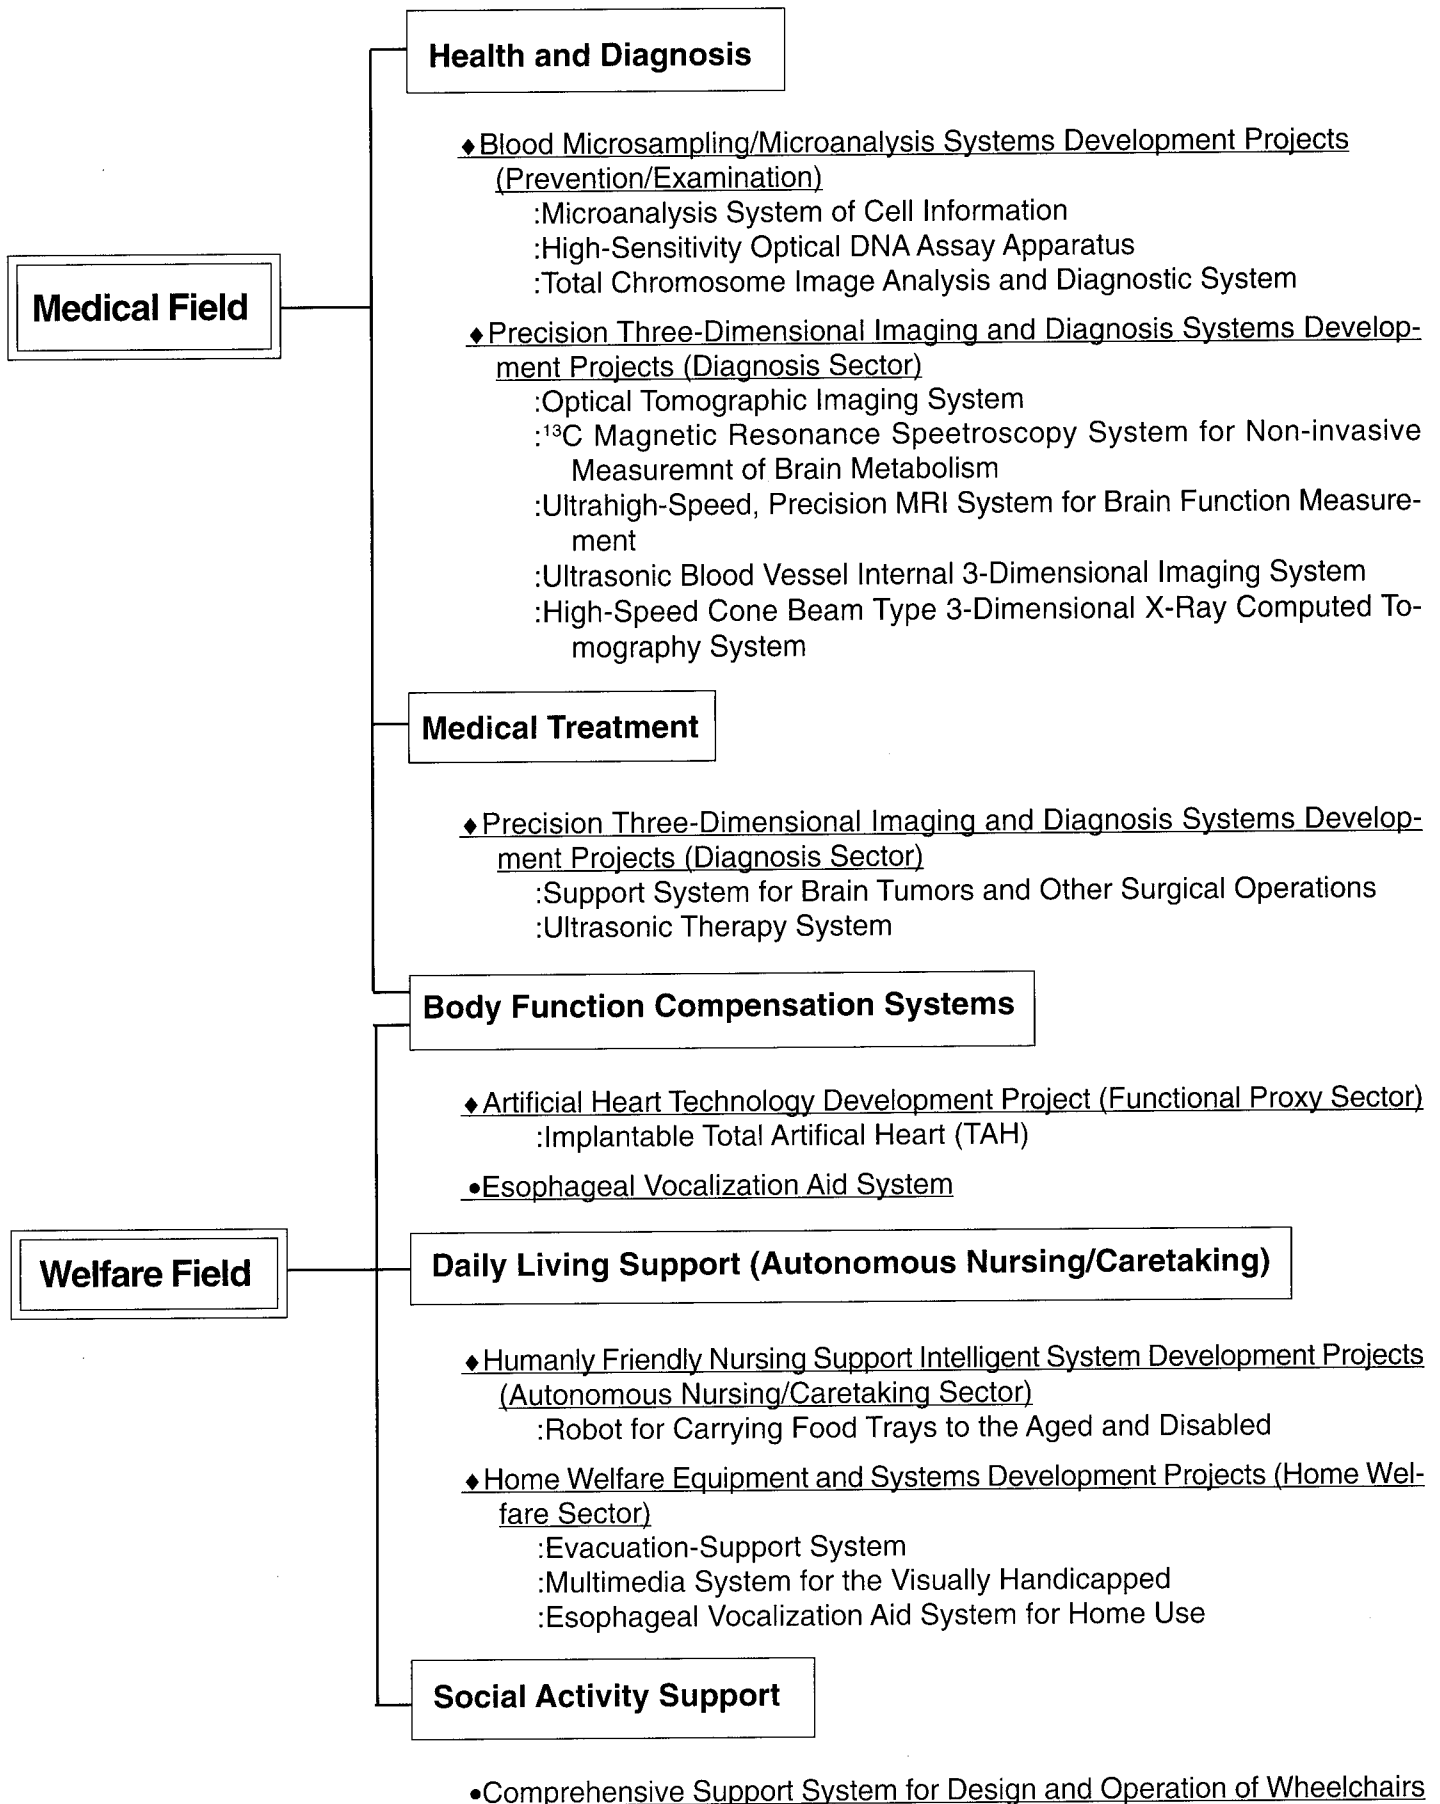 Health and Diagnosis
♦Blood Microsampling/Microanalysis Systems Development Projects
(Prevention/Examination)
:Microanalysis System of Cell Information
:High-Sensitivity Optical DNA Assay Apparatus
:Total Chromosome Image Analysis and Diagnostic System
Medical Field
♦Precision Three-Dimensional Imaging and Diagnosis Systems Develop-
ment Projects (Diagnosis Sector)
:Optical Tomographic Imaging System
:¹³C Magnetic Resonance Speetroscopy System for Non-invasive
Measuremnt of Brain Metabolism
:Ultrahigh-Speed, Precision MRI System for Brain Function Measure-
ment
:Ultrasonic Blood Vessel Internal 3-Dimensional Imaging System
:High-Speed Cone Beam Type 3-Dimensional X-Ray Computed To-
mography System
Medical Treatment
♦Precision Three-Dimensional Imaging and Diagnosis Systems Develop-
ment Projects (Diagnosis Sector)
:Support System for Brain Tumors and Other Surgical Operations
:Ultrasonic Therapy System
Body Function Compensation Systems
♦Artificial Heart Technology Development Project (Functional Proxy Sector)
:Implantable Total Artifical Heart (TAH)
•Esophageal Vocalization Aid System
Welfare Field
Daily Living Support (Autonomous Nursing/Caretaking)
♦Humanly Friendly Nursing Support Intelligent System Development Projects
(Autonomous Nursing/Caretaking Sector)
:Robot for Carrying Food Trays to the Aged and Disabled
♦Home Welfare Equipment and Systems Development Projects (Home Wel-
fare Sector)
:Evacuation-Support System
:Multimedia System for the Visually Handicapped
:Esophageal Vocalization Aid System for Home Use
Social Activity Support
•Comprehensive Support System for Design and Operation of Wheelchairs